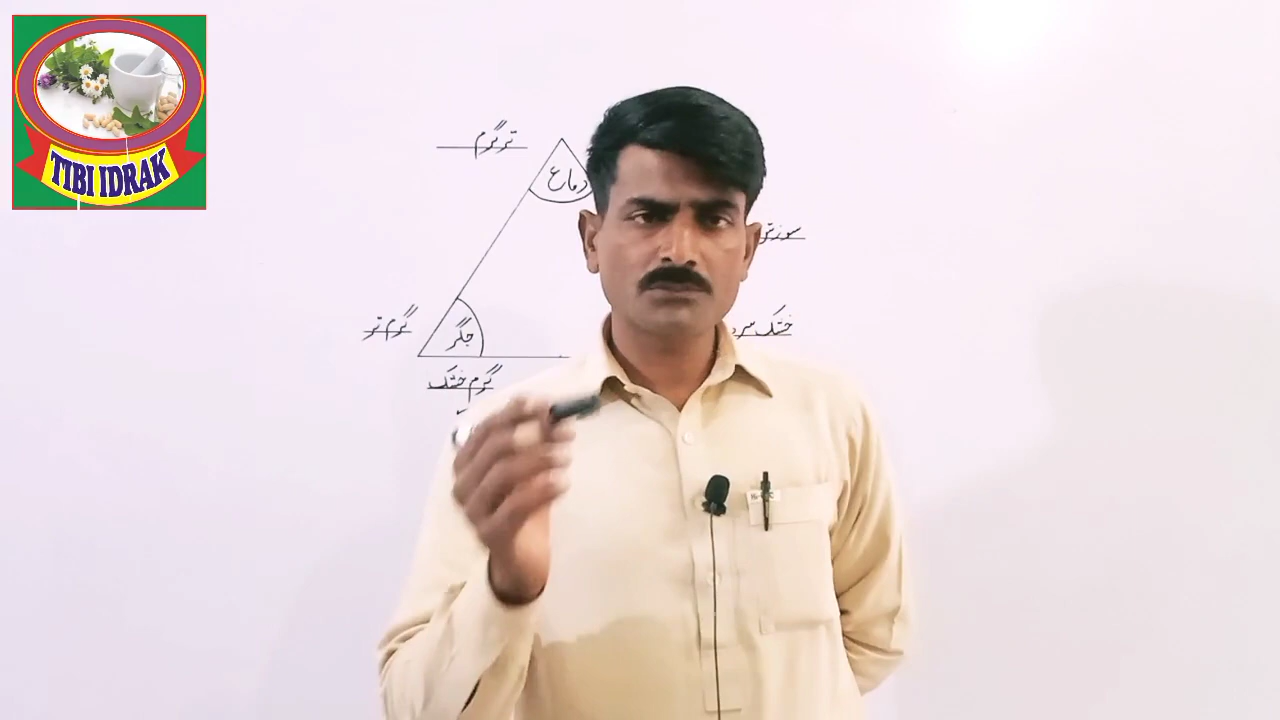 TIBI IDRAK
تر گرم
دماغ
گرم تر
جگر
گرم خشک
خشک سرد